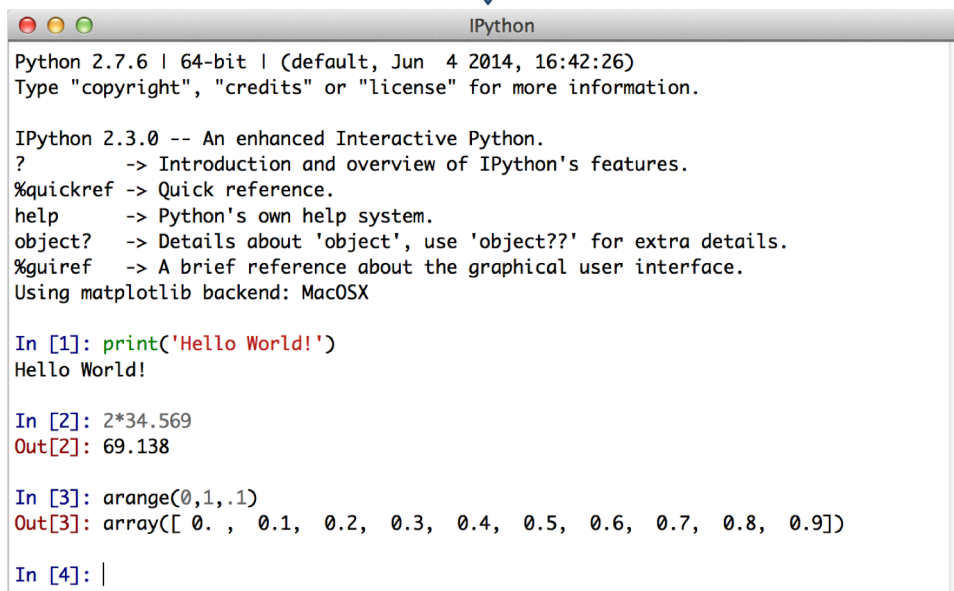 IPython
Python 2.7.6 | 64-bit | (default, Jun  4 2014, 16:42:26)
Type "copyright", "credits" or "license" for more information.
IPython 2.3.0 -- An enhanced Interactive Python.
?         -> Introduction and overview of IPython's features.
%quickref -> Quick reference.
help      -> Python's own help system.
object?   -> Details about 'object', use 'object??' for extra details.
%guiref   -> A brief reference about the graphical user interface.
Using matplotlib backend: MacOSX
In [1]: print('Hello World!')
Hello World!
In [2]: 2*34.569
Out[2]: 69.138
In [3]: arange(0,1,.1)
Out[3]: array([ 0. ,  0.1,  0.2,  0.3,  0.4,  0.5,  0.6,  0.7,  0.8,  0.9])
In [4]: